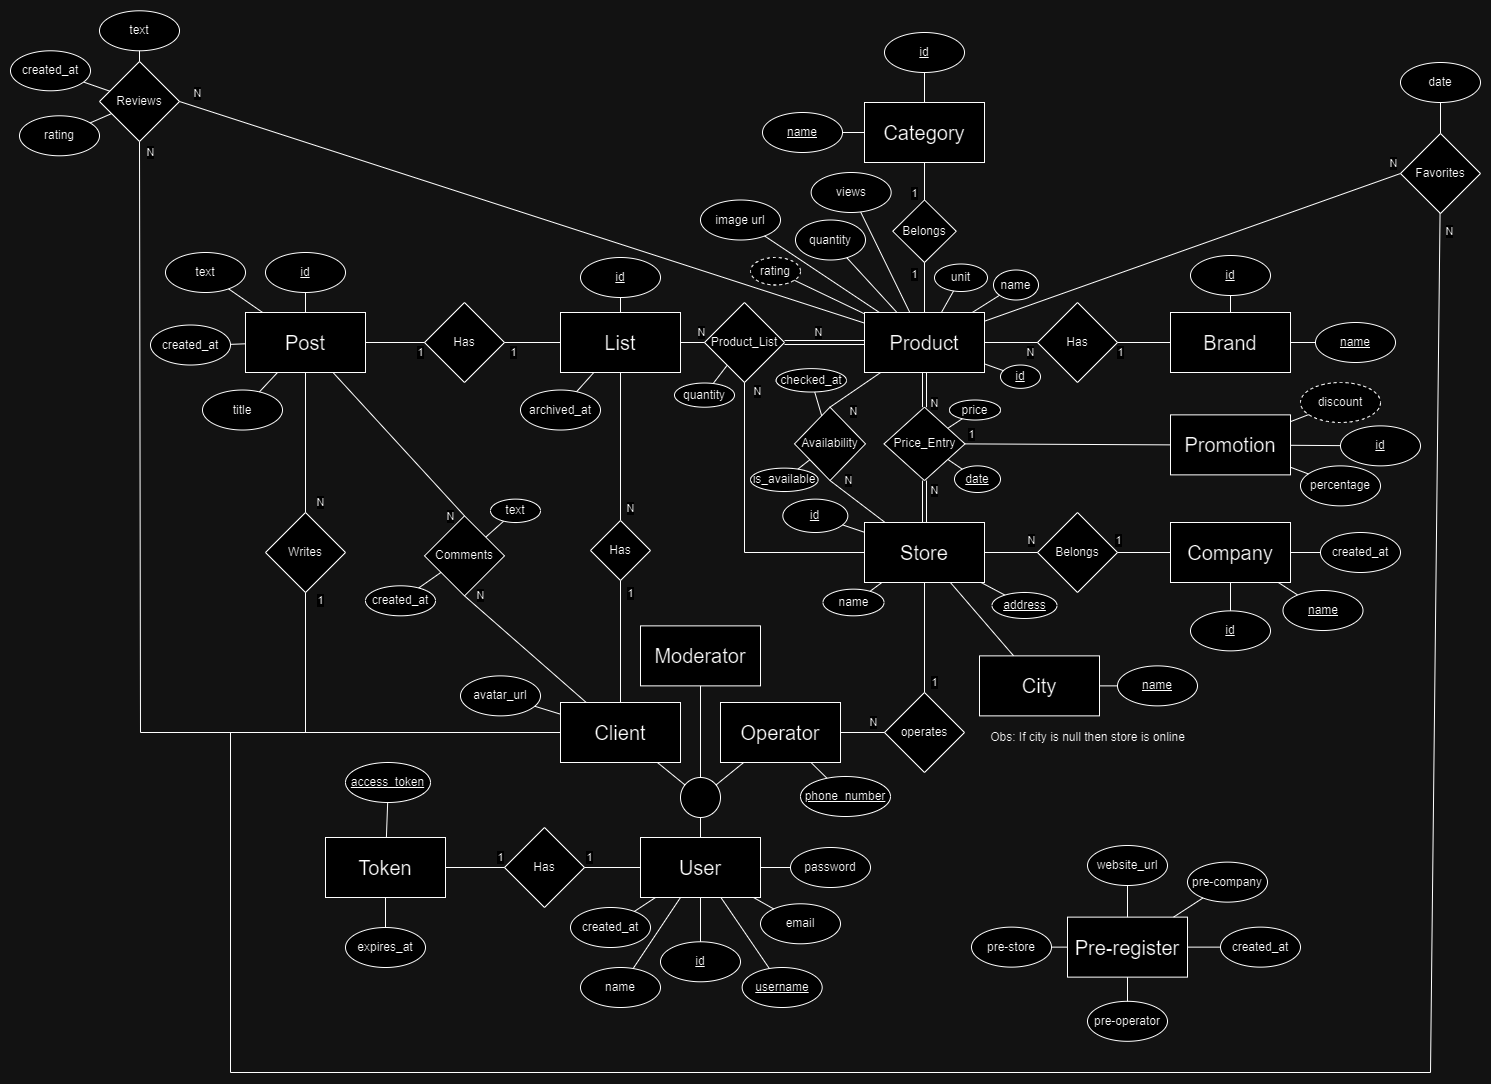 text
id
created_at
N
date
Reviews
name
Category
rating
N
N
Favorites
views
1
image url
Belongs
N
quantity
text
id
id
rating
1
unit
name
id
Post
1
Has
1
List
N
Product_List
N
Product
N
Has
1
Brand
name
created_at
title
archived_at
quantity
N
checked_at
id
N
N
price
discount
Availability
Price_Entry
1
Promotion
id
is_available
N
N
date
percentage
N
N
text
N
id
Writes
Comments
Has
Store
N
Belongs
1
Company
created_at
1
created_at
N
1
name
address
name
id
Moderator
City
name
avatar_url
1
Client
Operator
N
operates
Obs: If city is null then store is online
access_token
phone_number
Token
1
Has
1
User
password
website_url
pre-company
created_at
email
expires_at
id
name
username
pre-store
Pre-register
created_at
pre-operator